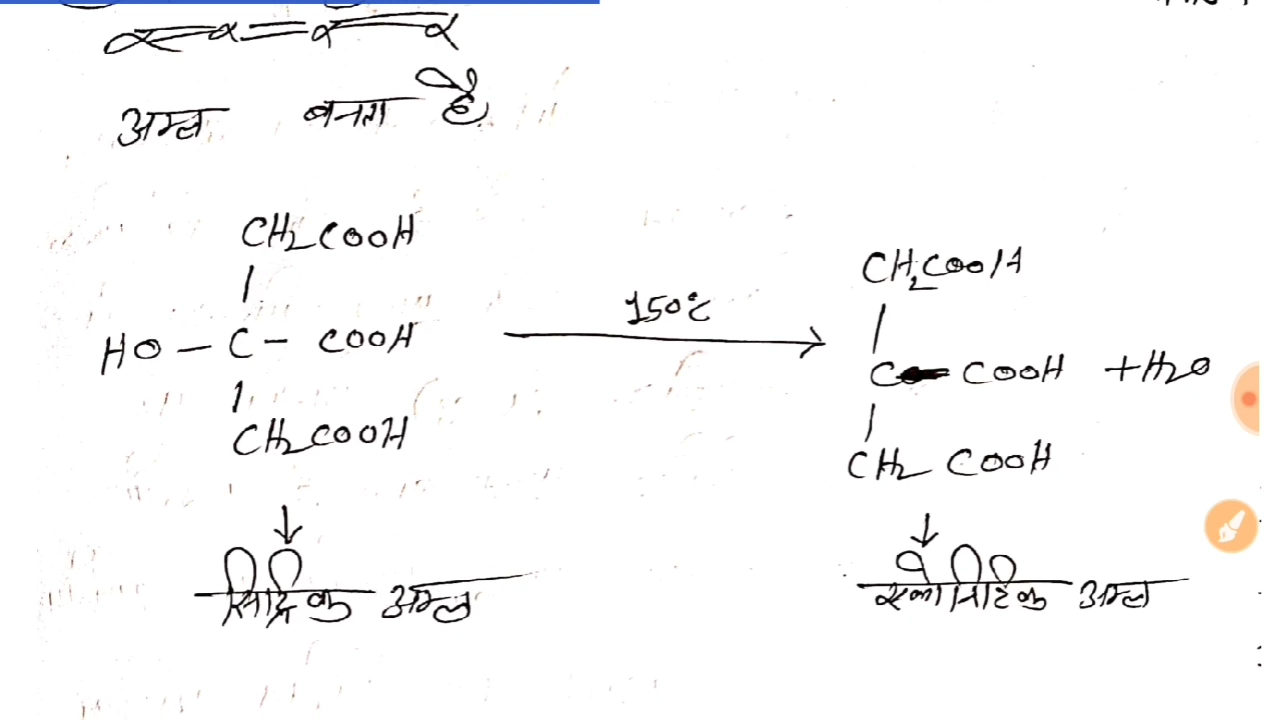 अम्ल बनता है.
CH2COOH
|
HO – C – COOH
|
CH2COOH
150°C
CH2COOH
|
C – COOH + H2O
|
CH2 COOH
↓
सिट्रिक अम्ल
↓
एकोनिटिक अम्ल